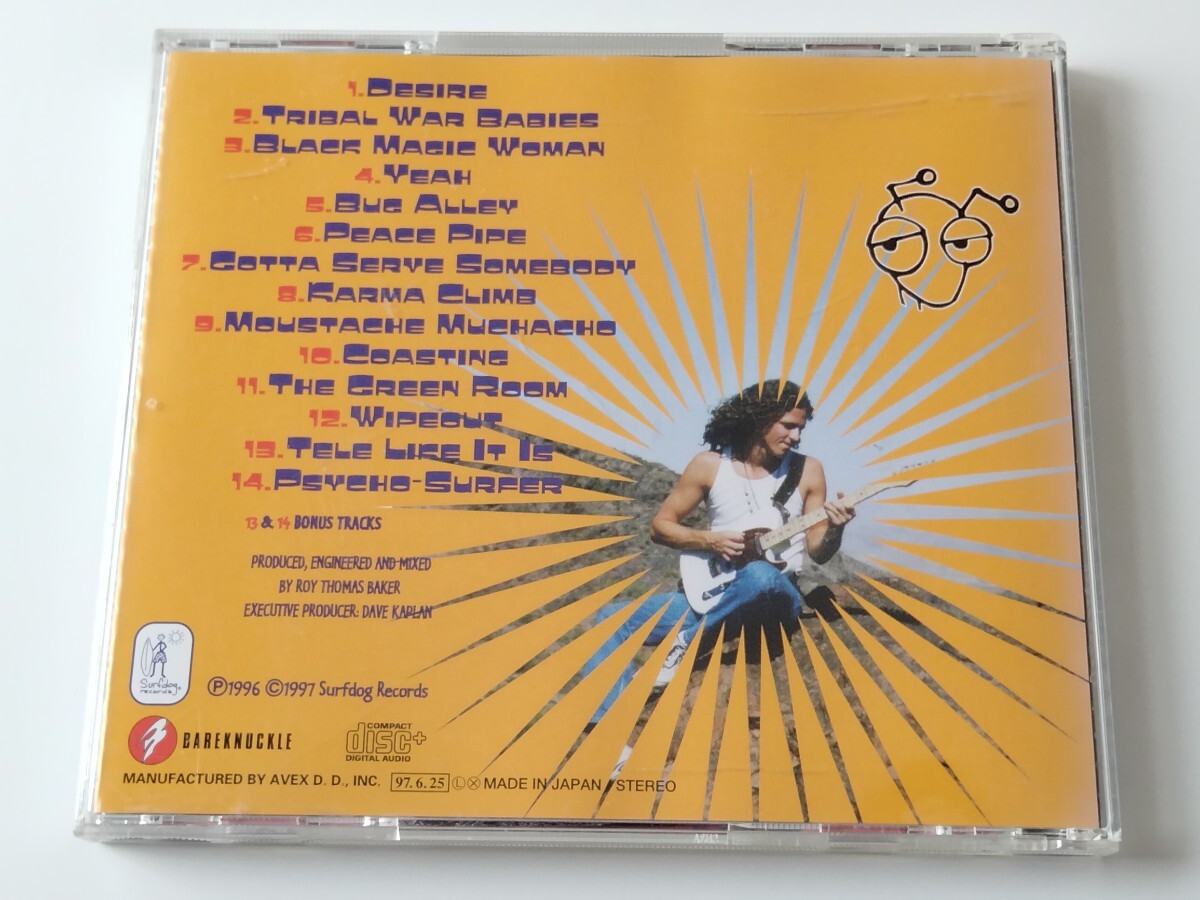 1.Desire
2.Tribal War Babies
3.Black Magic Woman
4.Yeah
5.Bug Alley
6.Peace Pipe
7.Gotta Serve Somebody
8.Karma Climb
9.Moustache Muchacho
10.Coasting
11.The Green Room
12.Wipeout
13.Tele Like It Is
14.Psycho-Surfer
13 & 14 BONUS TRACKS
PRODUCED, ENGINEERED AND MIXED
BY ROY THOMAS BAKER
EXECUTIVE PRODUCER: DAVE KAPLAN
Surfdog
records
Ⓟ1996 ©1997 Surfdog Records
BAREKNUCKLE
COMPACT
disc+
DIGITAL AUDIO
MANUFACTURED BY AVEX D. D., INC. 97.6.25 Ⓛ Ⓧ MADE IN JAPAN / STEREO